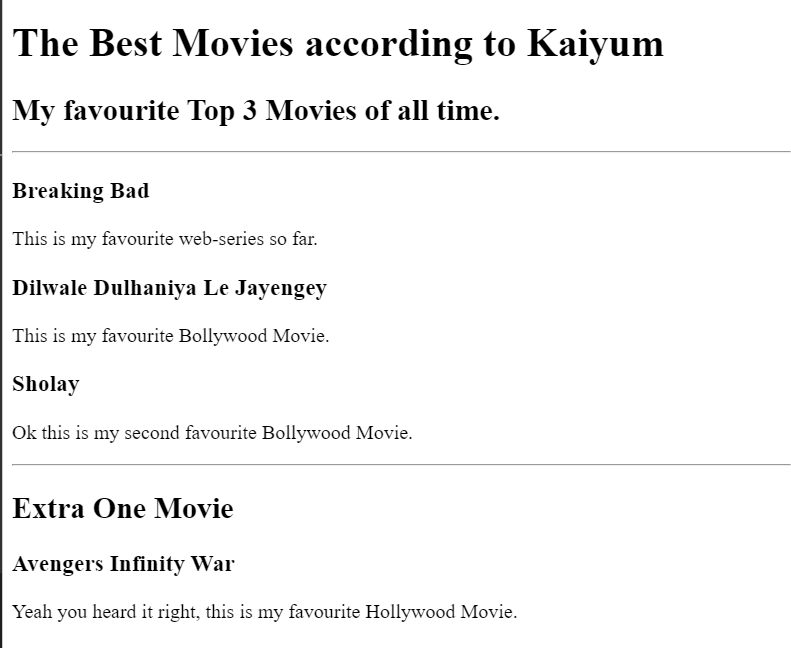 The Best Movies according to Kaiyum
My favourite Top 3 Movies of all time.
Breaking Bad
This is my favourite web-series so far.
Dilwale Dulhaniya Le Jayengey
This is my favourite Bollywood Movie.
Sholay
Ok this is my second favourite Bollywood Movie.
Extra One Movie
Avengers Infinity War
Yeah you heard it right, this is my favourite Hollywood Movie.